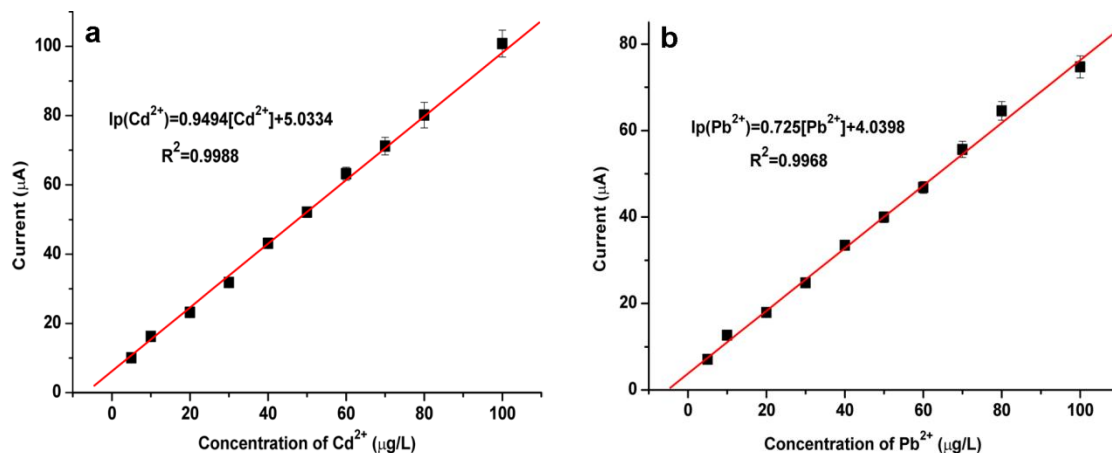 a
100
80
60
40
20
0
Current (µA)
Ip(Cd²⁺)=0.9494[Cd²⁺]+5.0334
R²=0.9988
0 20 40 60 80 100
Concentration of Cd²⁺ (µg/L)
b
80
60
40
20
0
Current (µA)
Ip(Pb²⁺)=0.725[Pb²⁺]+4.0398
R²=0.9968
0 20 40 60 80 100
Concentration of Pb²⁺ (µg/L)